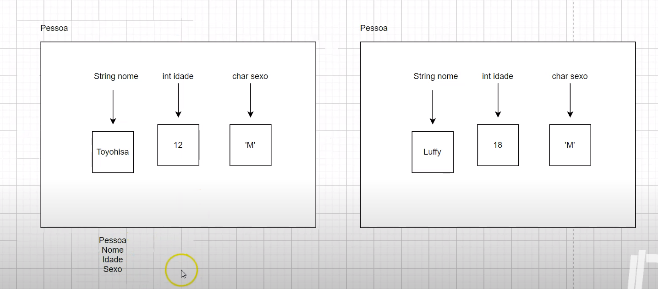 Pessoa
String nome int idade char sexo
Toyohisa 12 'M'
Pessoa
String nome int idade char sexo
Luffy 18 'M'
Pessoa
Nome
Idade
Sexo